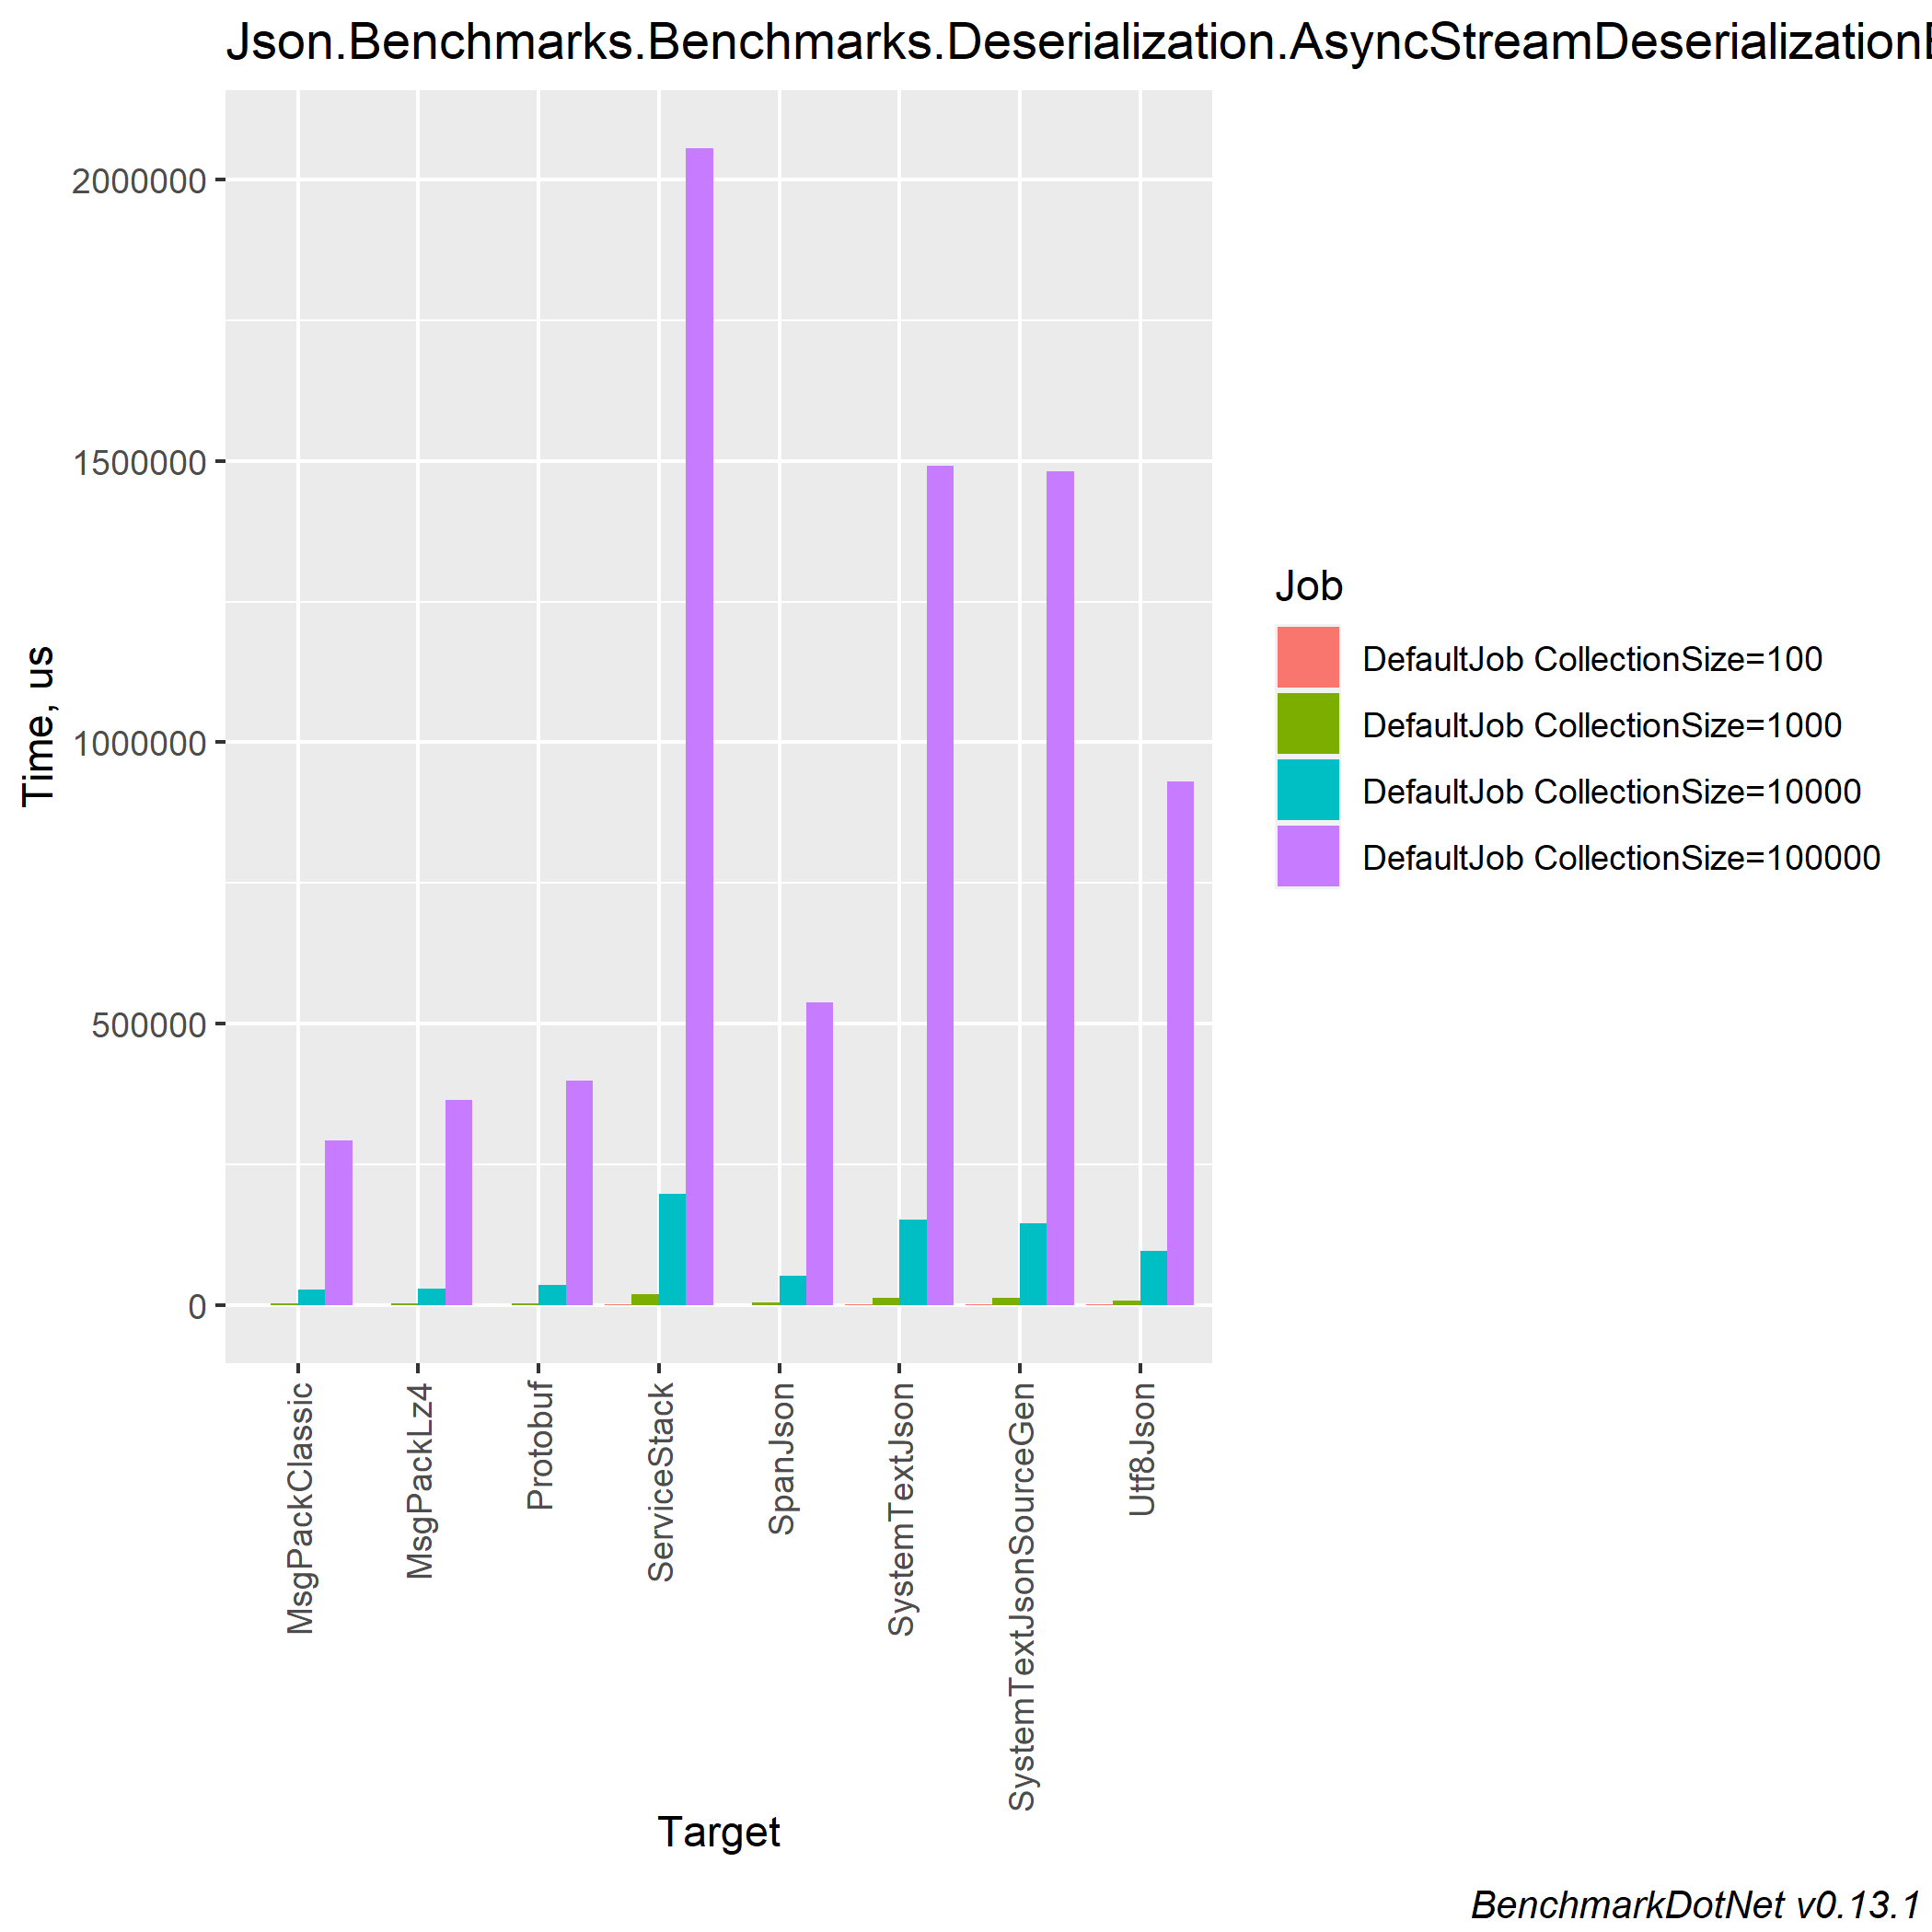 Json.Benchmarks.Benchmarks.Deserialization.AsyncStreamDeserialization
Time, us
2000000
1500000
1000000
500000
0
MsgPackClassic
MsgPackLz4
Protobuf
ServiceStack
SpanJson
SystemTextJson
SystemTextJsonSourceGen
Utf8Json
Target
Job
DefaultJob CollectionSize=100
DefaultJob CollectionSize=1000
DefaultJob CollectionSize=10000
DefaultJob CollectionSize=100000
BenchmarkDotNet v0.13.1